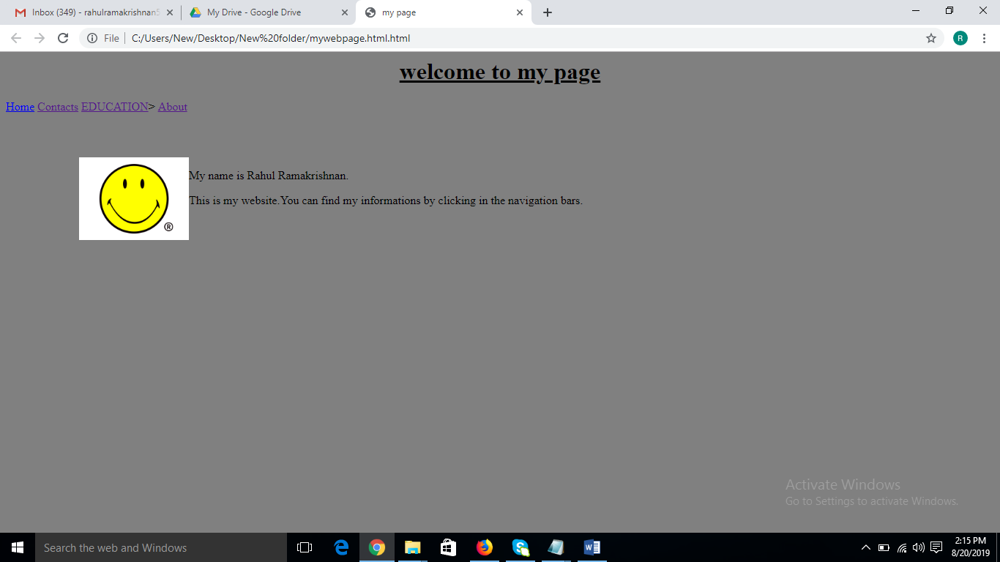 Inbox (349) - rahulramakrishnan5
My Drive - Google Drive
my page
File
C:/Users/New/Desktop/New%20folder/mywebpage.html.html
R
welcome to my page
Home Contacts EDUCATION> About
®
My name is Rahul Ramakrishnan.
This is my website.You can find my informations by clicking in the navigation bars.
Activate Windows
Go to Settings to activate Windows.
Search the web and Windows
2:15 PM
8/20/2019